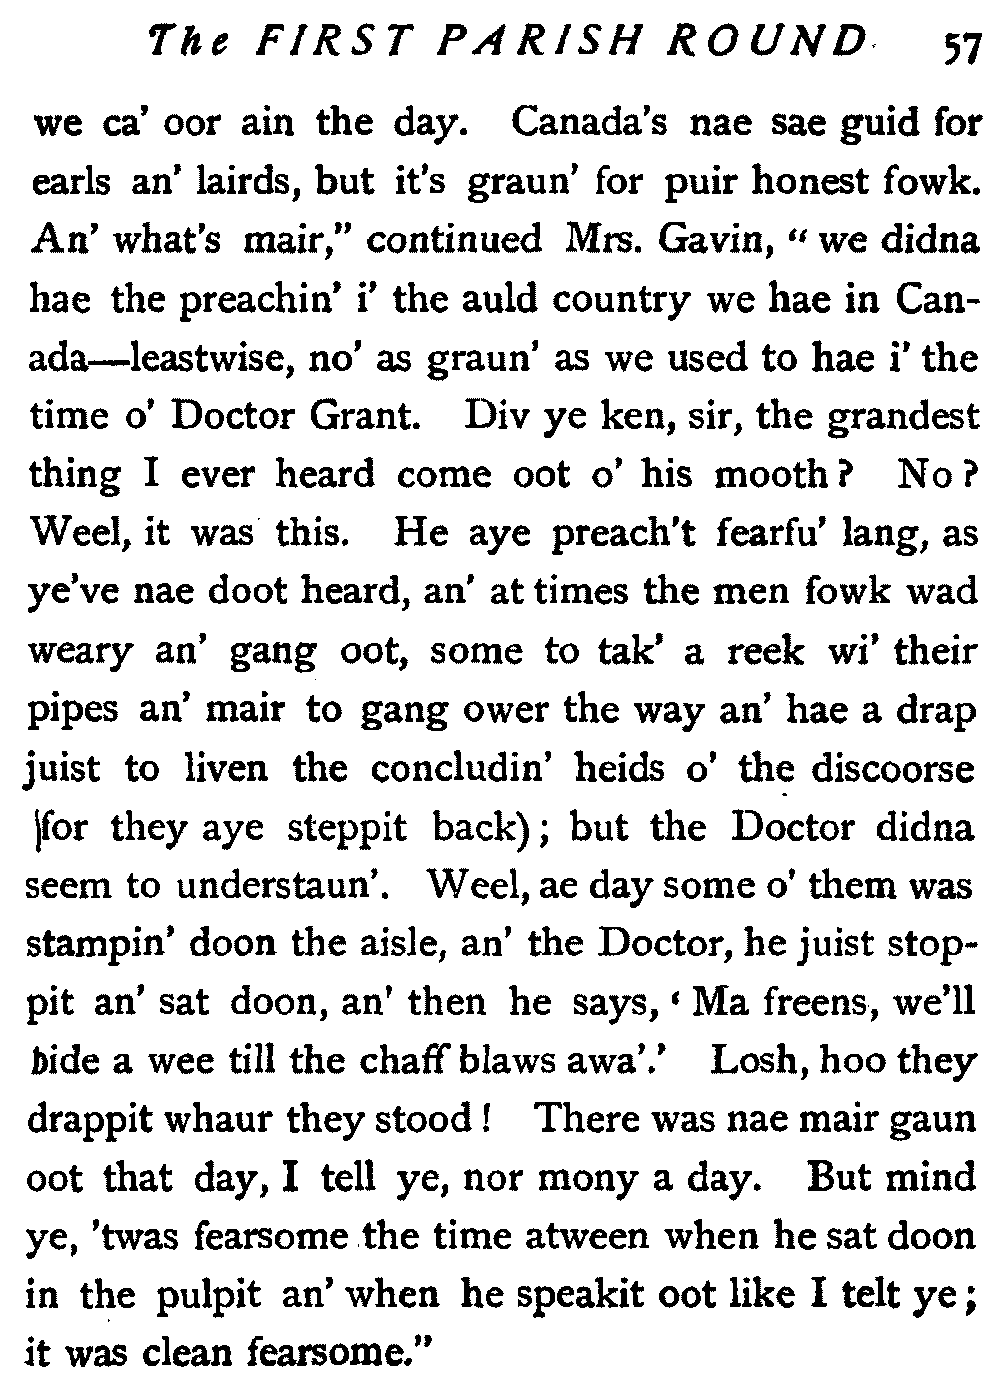 The FIRST PARISH ROUND 57
we ca' oor ain the day. Canada's nae sae guid for
earls an' lairds, but it's graun' for puir honest fowk.
An' what's mair," continued Mrs. Gavin, "we didna
hae the preachin' i' the auld country we hae in Can-
ada—leastwise, no' as graun' as we used to hae i' the
time o' Doctor Grant. Div ye ken, sir, the grandest
thing I ever heard come oot o' his mooth? No?
Weel, it was this. He aye preach't fearfu' lang, as
ye've nae doot heard, an' at times the men fowk wad
weary an' gang oot, some to tak' a reek wi' their
pipes an' mair to gang ower the way an' hae a drap
juist to liven the concludin' heids o' the discoorse
(for they aye steppit back); but the Doctor didna
seem to understaun'. Weel, ae day some o' them was
stampin' doon the aisle, an' the Doctor, he juist stop-
pit an' sat doon, an' then he says, 'Ma freens, we'll
bide a wee till the chaff blaws awa'.' Losh, hoo they
drappit whaur they stood! There was nae mair gaun
oot that day, I tell ye, nor mony a day. But mind
ye, 'twas fearsome the time atween when he sat doon
in the pulpit an' when he speakit oot like I telt ye;
it was clean fearsome."